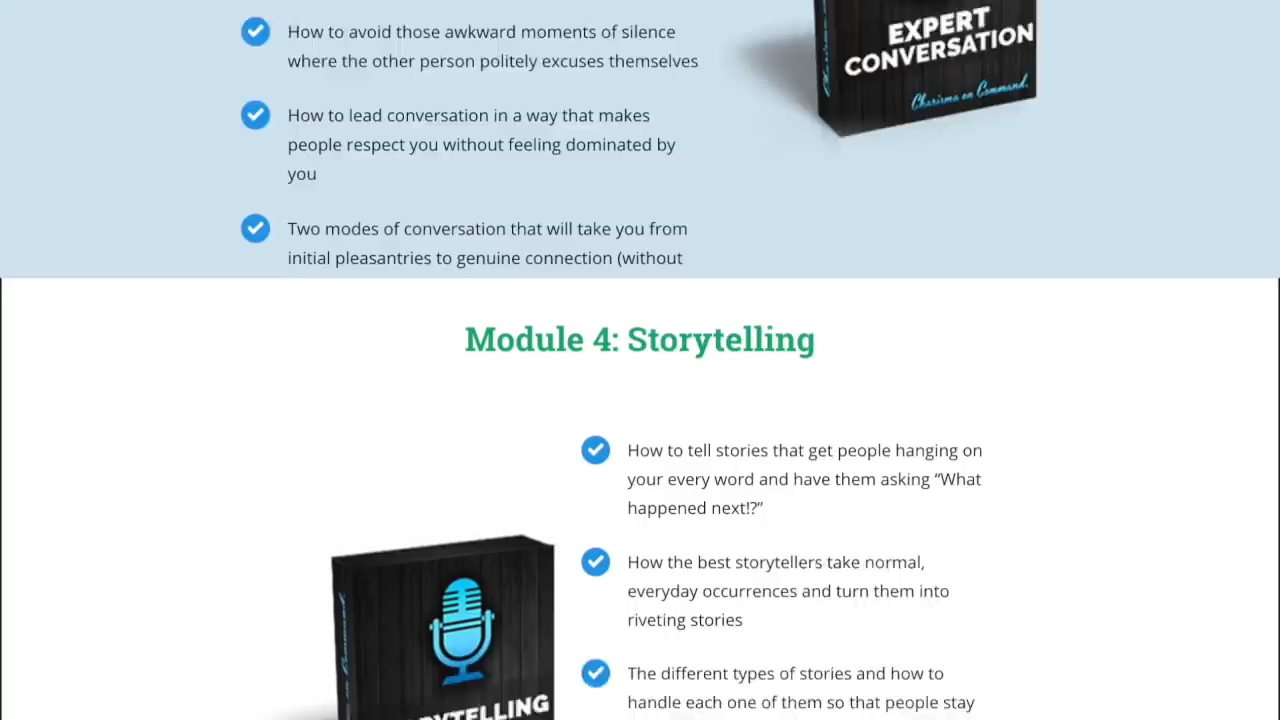 How to avoid those awkward moments of silence
where the other person politely excuses themselves
EXPERT
CONVERSATION
Charisma on Command.
How to lead conversation in a way that makes
people respect you without feeling dominated by
you
Two modes of conversation that will take you from
initial pleasantries to genuine connection (without
Module 4: Storytelling
How to tell stories that get people hanging on
your every word and have them asking “What
happened next!?”
How the best storytellers take normal,
everyday occurrences and turn them into
riveting stories
The different types of stories and how to
handle each one of them so that people stay
on Command.
RYTELLING